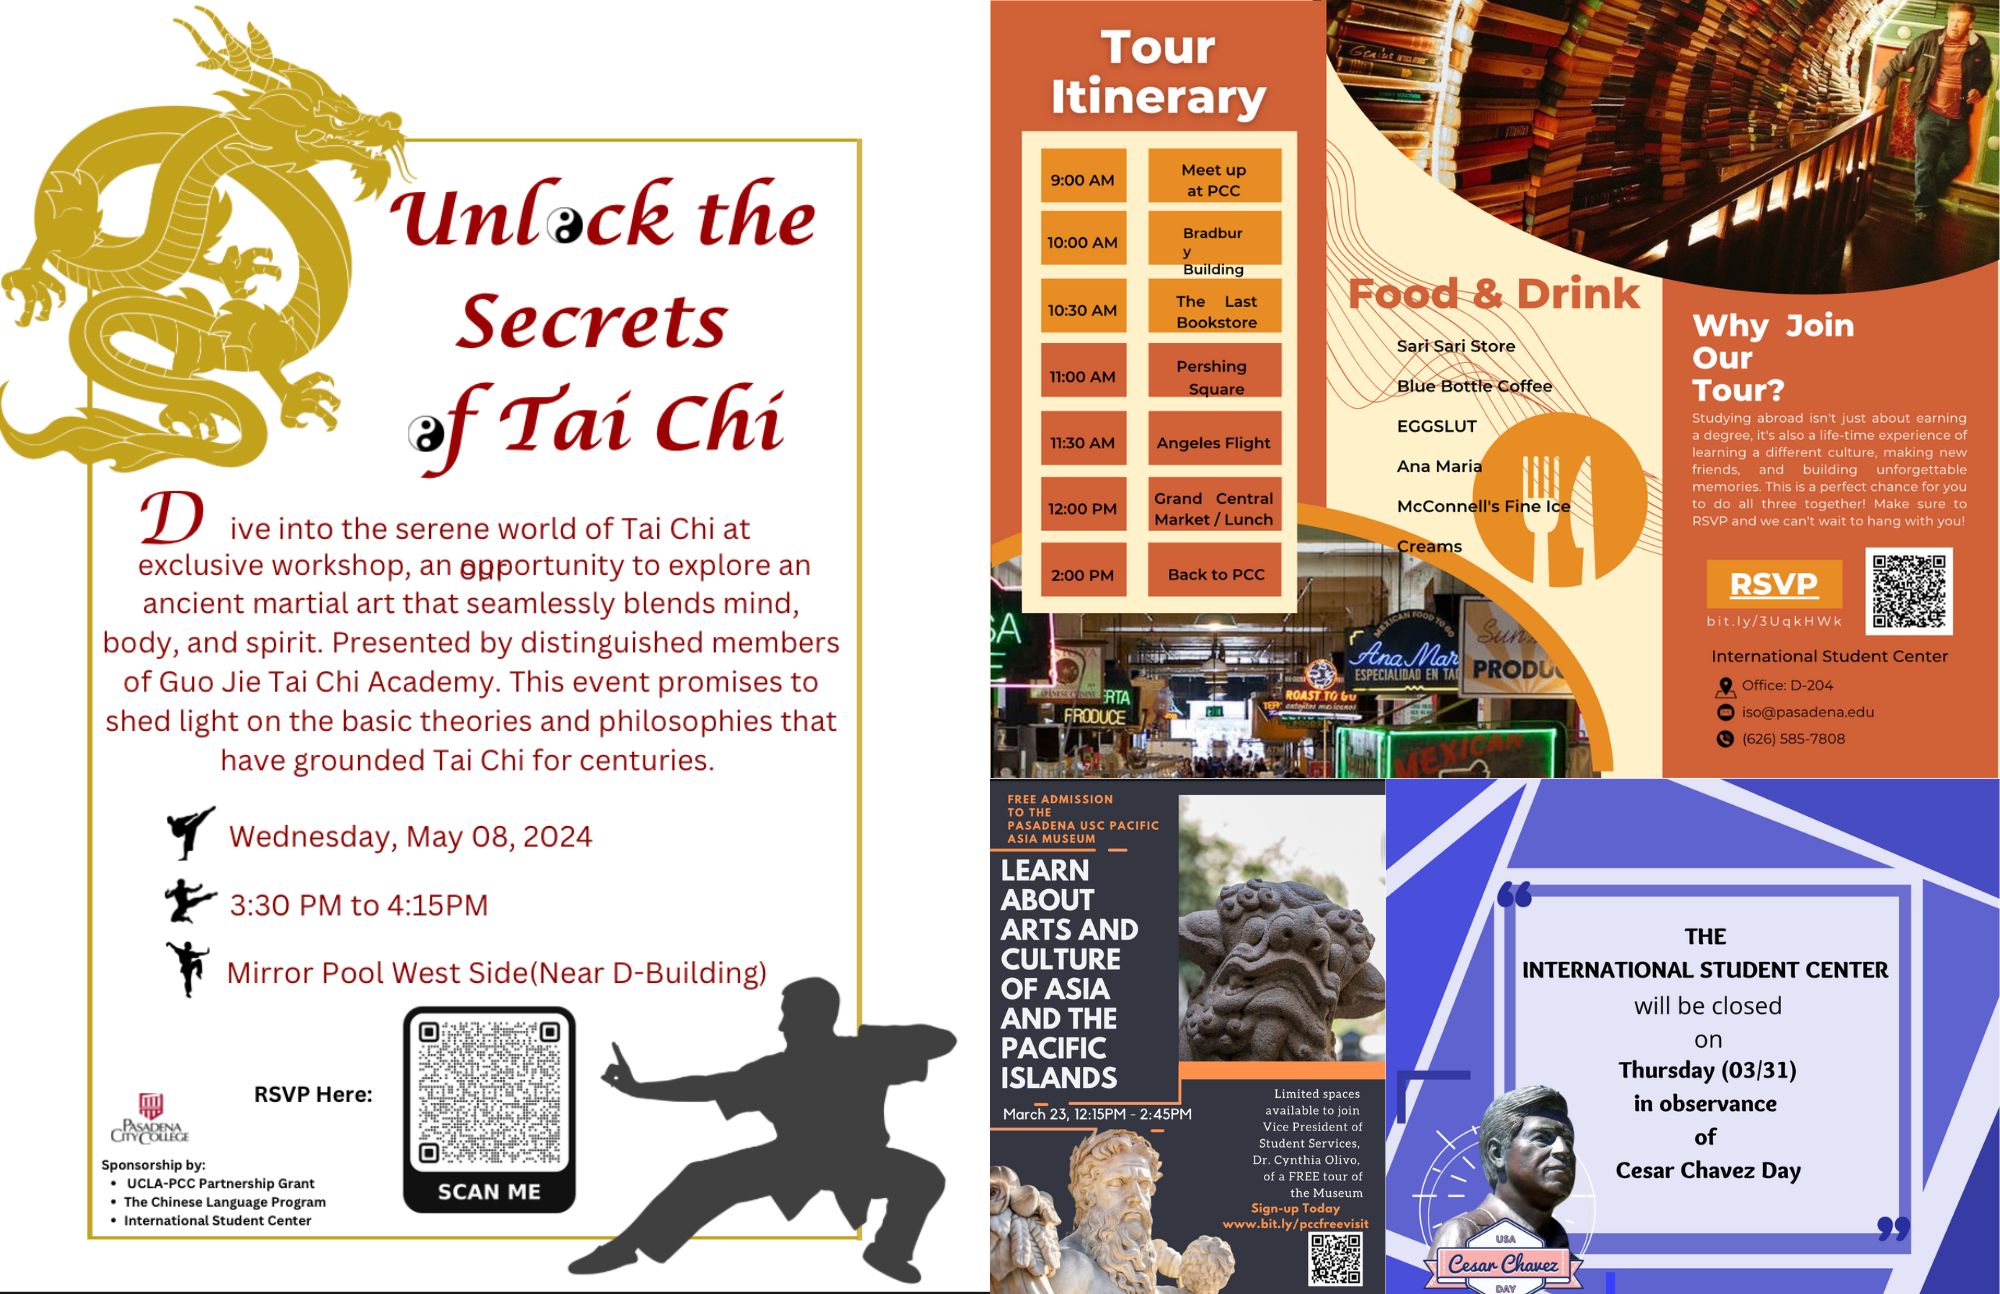 Unlock the
Secrets
of Tai Chi
Dive into the serene world of Tai Chi at
our
exclusive workshop, an opportunity to explore an
ancient martial art that seamlessly blends mind,
body, and spirit. Presented by distinguished members
of Guo Jie Tai Chi Academy. This event promises to
shed light on the basic theories and philosophies that
have grounded Tai Chi for centuries.
Wednesday, May 08, 2024
3:30 PM to 4:15PM
Mirror Pool West Side(Near D-Building)
RSVP Here:
SCAN ME
PASADENA
CITY COLLEGE
Sponsorship by:
• UCLA-PCC Partnership Grant
• The Chinese Language Program
• International Student Center
Tour
Itinerary
9:00 AM
Meet up
at PCC
10:00 AM
Bradbur
y
Building
10:30 AM
The Last
Bookstore
11:00 AM
Pershing
Square
11:30 AM
Angeles Flight
12:00 PM
Grand Central
Market / Lunch
2:00 PM
Back to PCC
Food & Drink
Sari Sari Store
Blue Bottle Coffee
EGGSLUT
Ana Maria
McConnell's Fine Ice
Creams
Why Join
Our
Tour?
Studying abroad isn't just about earning
a degree, it's also a life-time experience of
learning a different culture, making new
friends, and building unforgettable
memories. This is a perfect chance for you
to do all three together! Make sure to
RSVP and we can't wait to hang with you!
RSVP
bit.ly/3UqkHWk
International Student Center
Office: D-204
iso@pasadena.edu
(626) 585-7808
MEXICAN FOOD TO GO
Ana Mar
ESPECIALIDAD EN TA
PRODU
ROAST TO GO
antojitos mexicanos
PRODUCE
MEXICAN
FREE ADMISSION
TO THE
PASADENA USC PACIFIC
ASIA MUSEUM
LEARN
ABOUT
ARTS AND
CULTURE
OF ASIA
AND THE
PACIFIC
ISLANDS
March 23, 12:15PM - 2:45PM
Limited spaces
available to join
Vice President of
Student Services,
Dr. Cynthia Olivo,
of a FREE tour of
the Museum
Sign-up Today
www.bit.ly/pccfreevisit
THE
INTERNATIONAL STUDENT CENTER
will be closed
on
Thursday (03/31)
in observance
of
Cesar Chavez Day
USA
Cesar Chavez
DAY